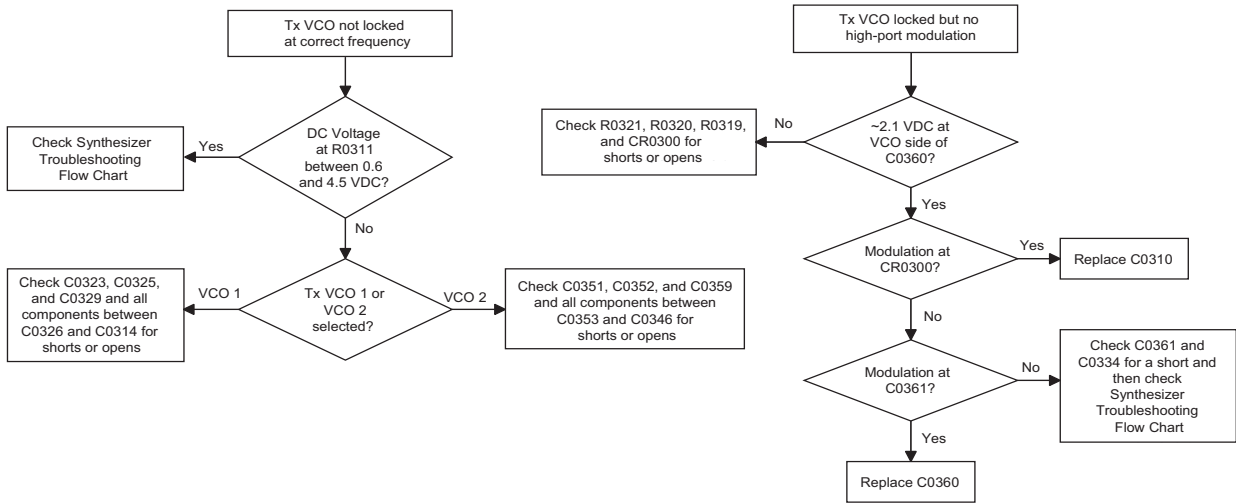 Tx VCO not locked
at correct frequency
DC Voltage
at R0311
between 0.6
and 4.5 VDC?
Yes
Check Synthesizer
Troubleshooting
Flow Chart
No
Tx VCO 1 or
VCO 2
selected?
VCO 1
Check C0323, C0325,
and C0329 and all
components between
C0326 and C0314 for
shorts or opens
VCO 2
Check C0351, C0352, and C0359
and all components between
C0353 and C0346 for
shorts or opens
Tx VCO locked but no
high-port modulation
~2.1 VDC at
VCO side of
C0360?
No
Check R0321, R0320, R0319,
and CR0300 for
shorts or opens
Yes
Modulation at
CR0300?
Yes
Replace C0310
No
Modulation at
C0361?
No
Check C0361 and
C0334 for a short and
then check
Synthesizer
Troubleshooting
Flow Chart
Yes
Replace C0360